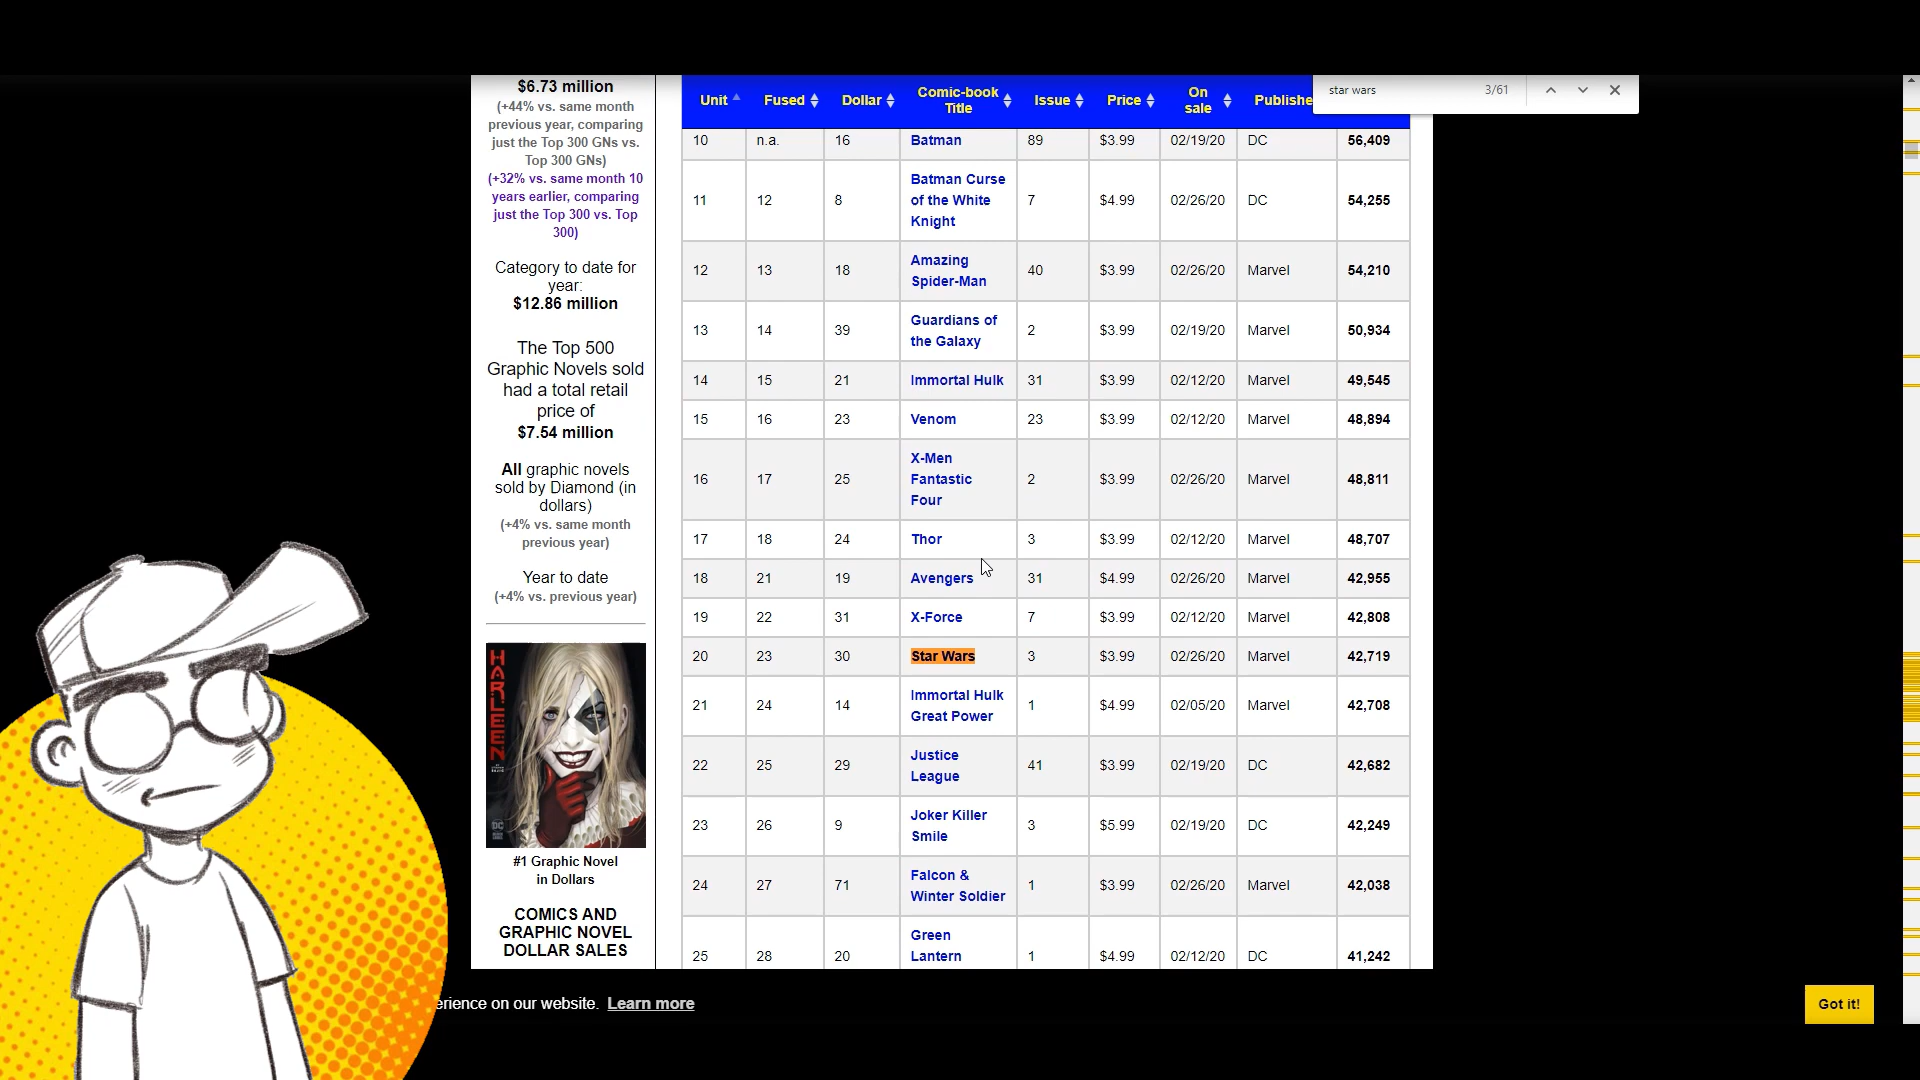 $6.73 million
(+44% vs. same month
previous year, comparing
just the Top 300 GNs vs.
Top 300 GNs)
(+32% vs. same month 10
years earlier, comparing
just the Top 300 vs. Top
300)
Category to date for
year:
$12.86 million
The Top 500
Graphic Novels sold
had a total retail
price of
$7.54 million
All graphic novels
sold by Diamond (in
dollars)
(+4% vs. same month
previous year)
Year to date
(+4% vs. previous year)
HARLEEN
DC
#1 Graphic Novel
in Dollars
COMICS AND
GRAPHIC NOVEL
DOLLAR SALES
star wars 3/61
Unit Fused Dollar Comic-book Title Issue Price On sale Publishe
10 n.a. 16 Batman 89 $3.99 02/19/20 DC 56,409
11 12 8 Batman Curse of the White Knight 7 $4.99 02/26/20 DC 54,255
12 13 18 Amazing Spider-Man 40 $3.99 02/26/20 Marvel 54,210
13 14 39 Guardians of the Galaxy 2 $3.99 02/19/20 Marvel 50,934
14 15 21 Immortal Hulk 31 $3.99 02/12/20 Marvel 49,545
15 16 23 Venom 23 $3.99 02/12/20 Marvel 48,894
16 17 25 X-Men Fantastic Four 2 $3.99 02/26/20 Marvel 48,811
17 18 24 Thor 3 $3.99 02/12/20 Marvel 48,707
18 21 19 Avengers 31 $4.99 02/26/20 Marvel 42,955
19 22 31 X-Force 7 $3.99 02/12/20 Marvel 42,808
20 23 30 Star Wars 3 $3.99 02/26/20 Marvel 42,719
21 24 14 Immortal Hulk Great Power 1 $4.99 02/05/20 Marvel 42,708
22 25 29 Justice League 41 $3.99 02/19/20 DC 42,682
23 26 9 Joker Killer Smile 3 $5.99 02/19/20 DC 42,249
24 27 71 Falcon & Winter Soldier 1 $3.99 02/26/20 Marvel 42,038
25 28 20 Green Lantern 1 $4.99 02/12/20 DC 41,242
erience on our website. Learn more
Got it!